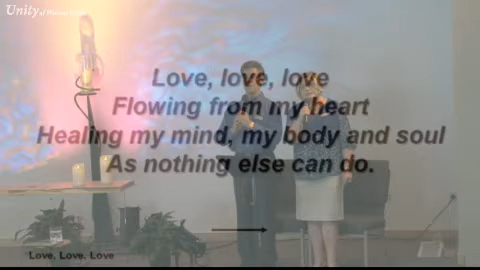 Unity
Love, love, love
Flowing from my heart
Healing my mind, my body and soul
As nothing else can do.
Love, Love, Love